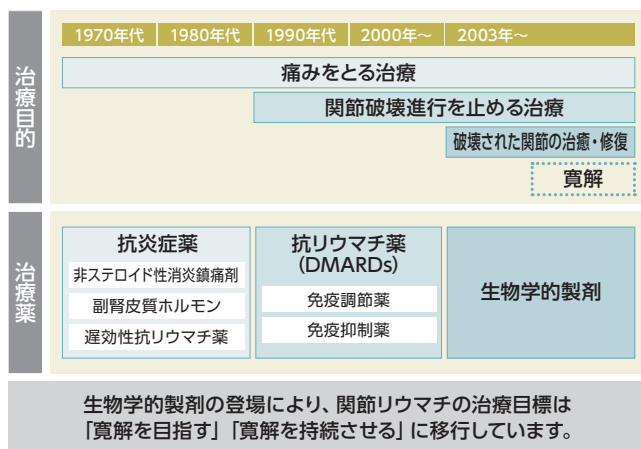 1970年代
1980年代
1990年代
2000年～
2003年～
治療目的
痛みをとる治療
関節破壊進行を止める治療
破壊された関節の治癒・修復
寛解
治療薬
抗炎症薬
非ステロイド性消炎鎮痛剤
副腎皮質ホルモン
遅効性抗リウマチ薬
抗リウマチ薬
(DMARDs)
免疫調節薬
免疫抑制薬
生物学的製剤
生物学的製剤の登場により、関節リウマチの治療目標は
「寛解を目指す」「寛解を持続させる」に移行しています。